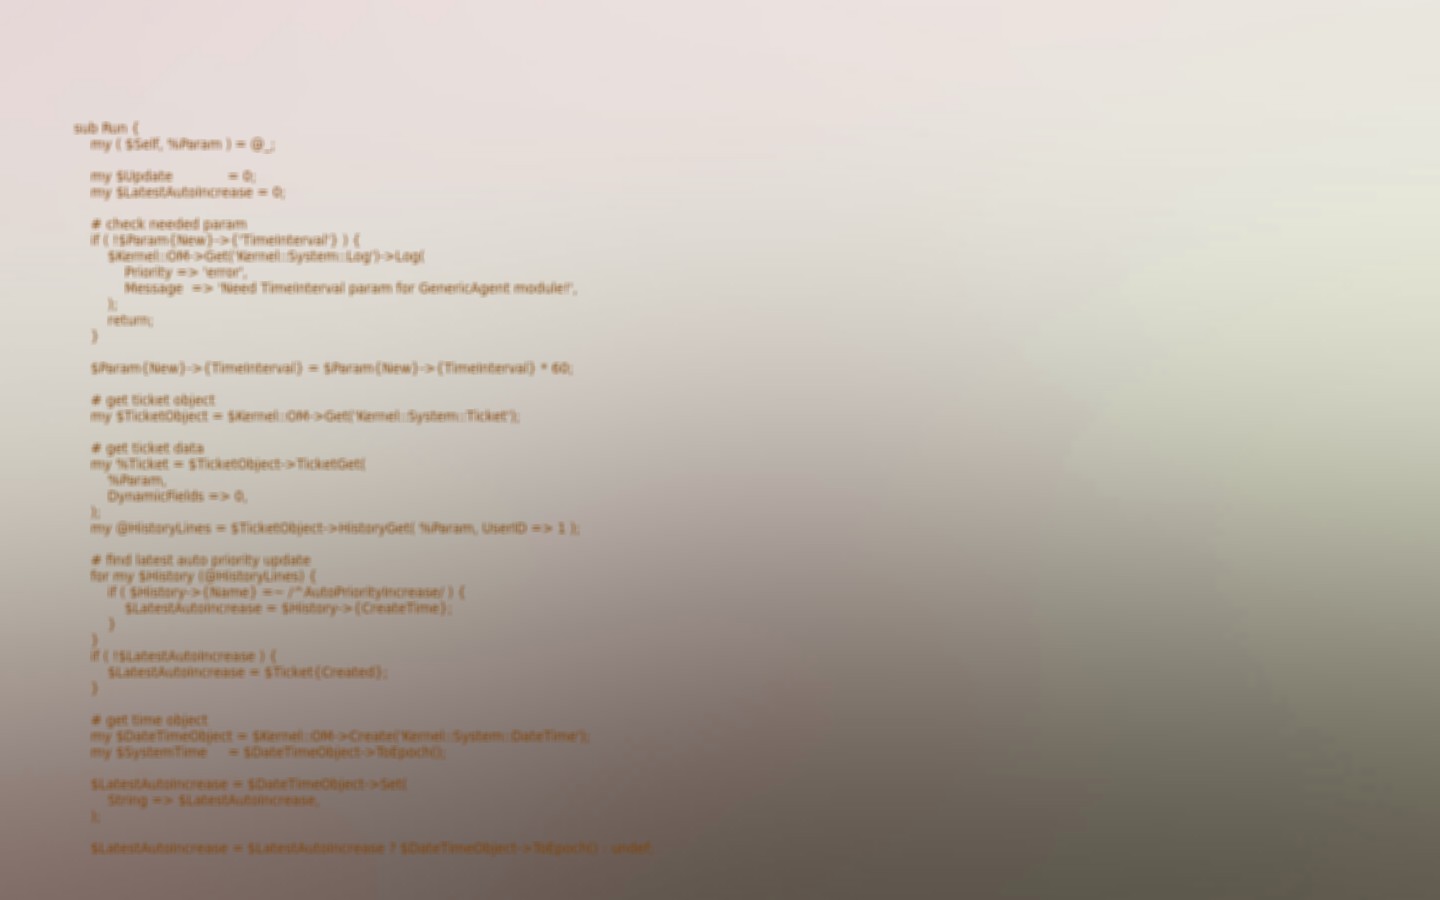 sub Run {
    my ( $Self, %Param ) = @_;

    my $Update             = 0;
    my $LatestAutoIncrease = 0;

    # check needed param
    if ( !$Param{New}->{'TimeInterval'} ) {
        $Kernel::OM->Get('Kernel::System::Log')->Log(
            Priority => 'error',
            Message  => 'Need TimeInterval param for GenericAgent module!',
        );
        return;
    }

    $Param{New}->{TimeInterval} = $Param{New}->{TimeInterval} * 60;

    # get ticket object
    my $TicketObject = $Kernel::OM->Get('Kernel::System::Ticket');

    # get ticket data
    my %Ticket = $TicketObject->TicketGet(
        %Param,
        DynamicFields => 0,
    );
    my @HistoryLines = $TicketObject->HistoryGet( %Param, UserID => 1 );

    # find latest auto priority update
    for my $History (@HistoryLines) {
        if ( $History->{Name} =~ /^AutoPriorityIncrease/ ) {
            $LatestAutoIncrease = $History->{CreateTime};
        }
    }
    if ( !$LatestAutoIncrease ) {
        $LatestAutoIncrease = $Ticket{Created};
    }

    # get time object
    my $DateTimeObject = $Kernel::OM->Create('Kernel::System::DateTime');
    my $SystemTime     = $DateTimeObject->ToEpoch();

    $LatestAutoIncrease = $DateTimeObject->Set(
        String => $LatestAutoIncrease,
    );

    $LatestAutoIncrease = $LatestAutoIncrease ? $DateTimeObject->ToEpoch() : undef;